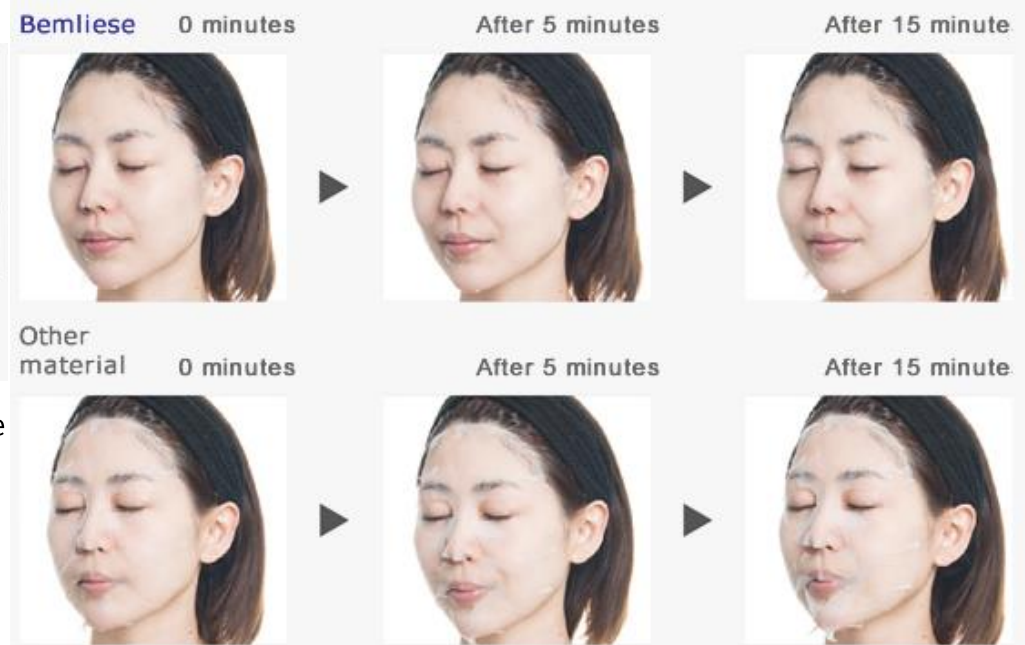 Bemliese 0 minutes After 5 minutes After 15 minute
Other
material 0 minutes After 5 minutes After 15 minute
e